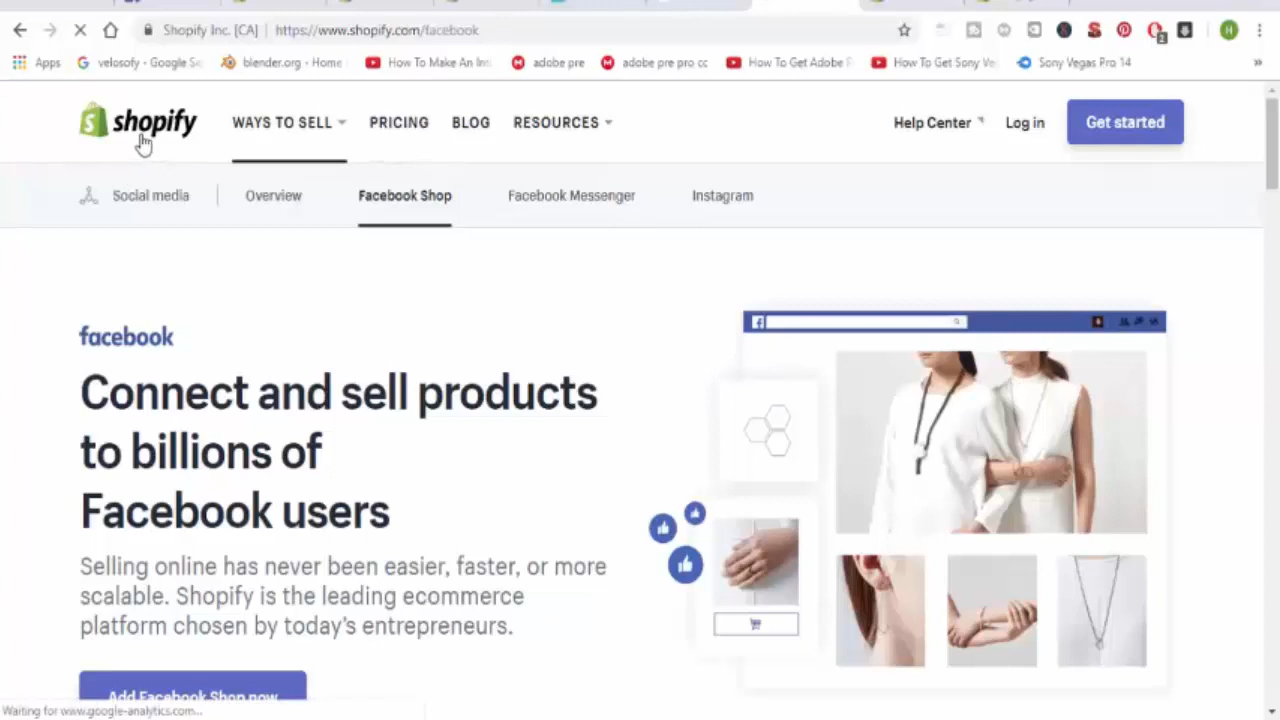 Shopify Inc. [CA] | https://www.shopify.com/facebook
Apps velosofy - Google Se blender.org - Home How To Make An Int adobe pre adobe pre pro cc How To Get Adobe P How To Get Sony Ve Sony Vegas Pro 14 »
shopify WAYS TO SELL PRICING BLOG RESOURCES Help Center Log in Get started
Social media Overview Facebook Shop Facebook Messenger Instagram
facebook
Connect and sell products
to billions of
Facebook users
Selling online has never been easier, faster, or more
scalable. Shopify is the leading ecommerce
platform chosen by today's entrepreneurs.
Add Facebook Shop now
Waiting for www.google-analytics.com...